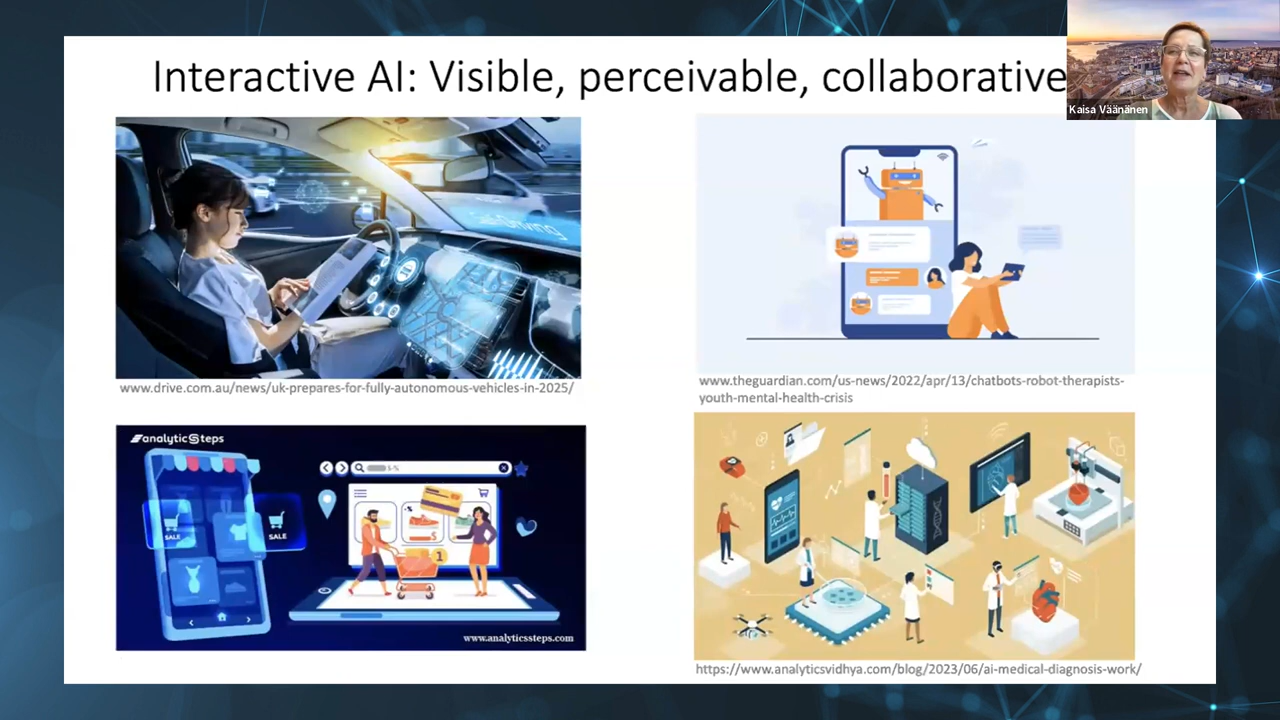 Interactive AI: Visible, perceivable, collaborative
Kaisa Väänänen
www.drive.com.au/news/uk-prepares-for-fully-autonomous-vehicles-in-2025/
www.theguardian.com/us-news/2022/apr/13/chatbots-robot-therapists-
youth-mental-health-crisis
analyticSteps
SALE
SALE
1
www.analyticssteps.com
https://www.analyticsvidhya.com/blog/2023/06/ai-medical-diagnosis-work/